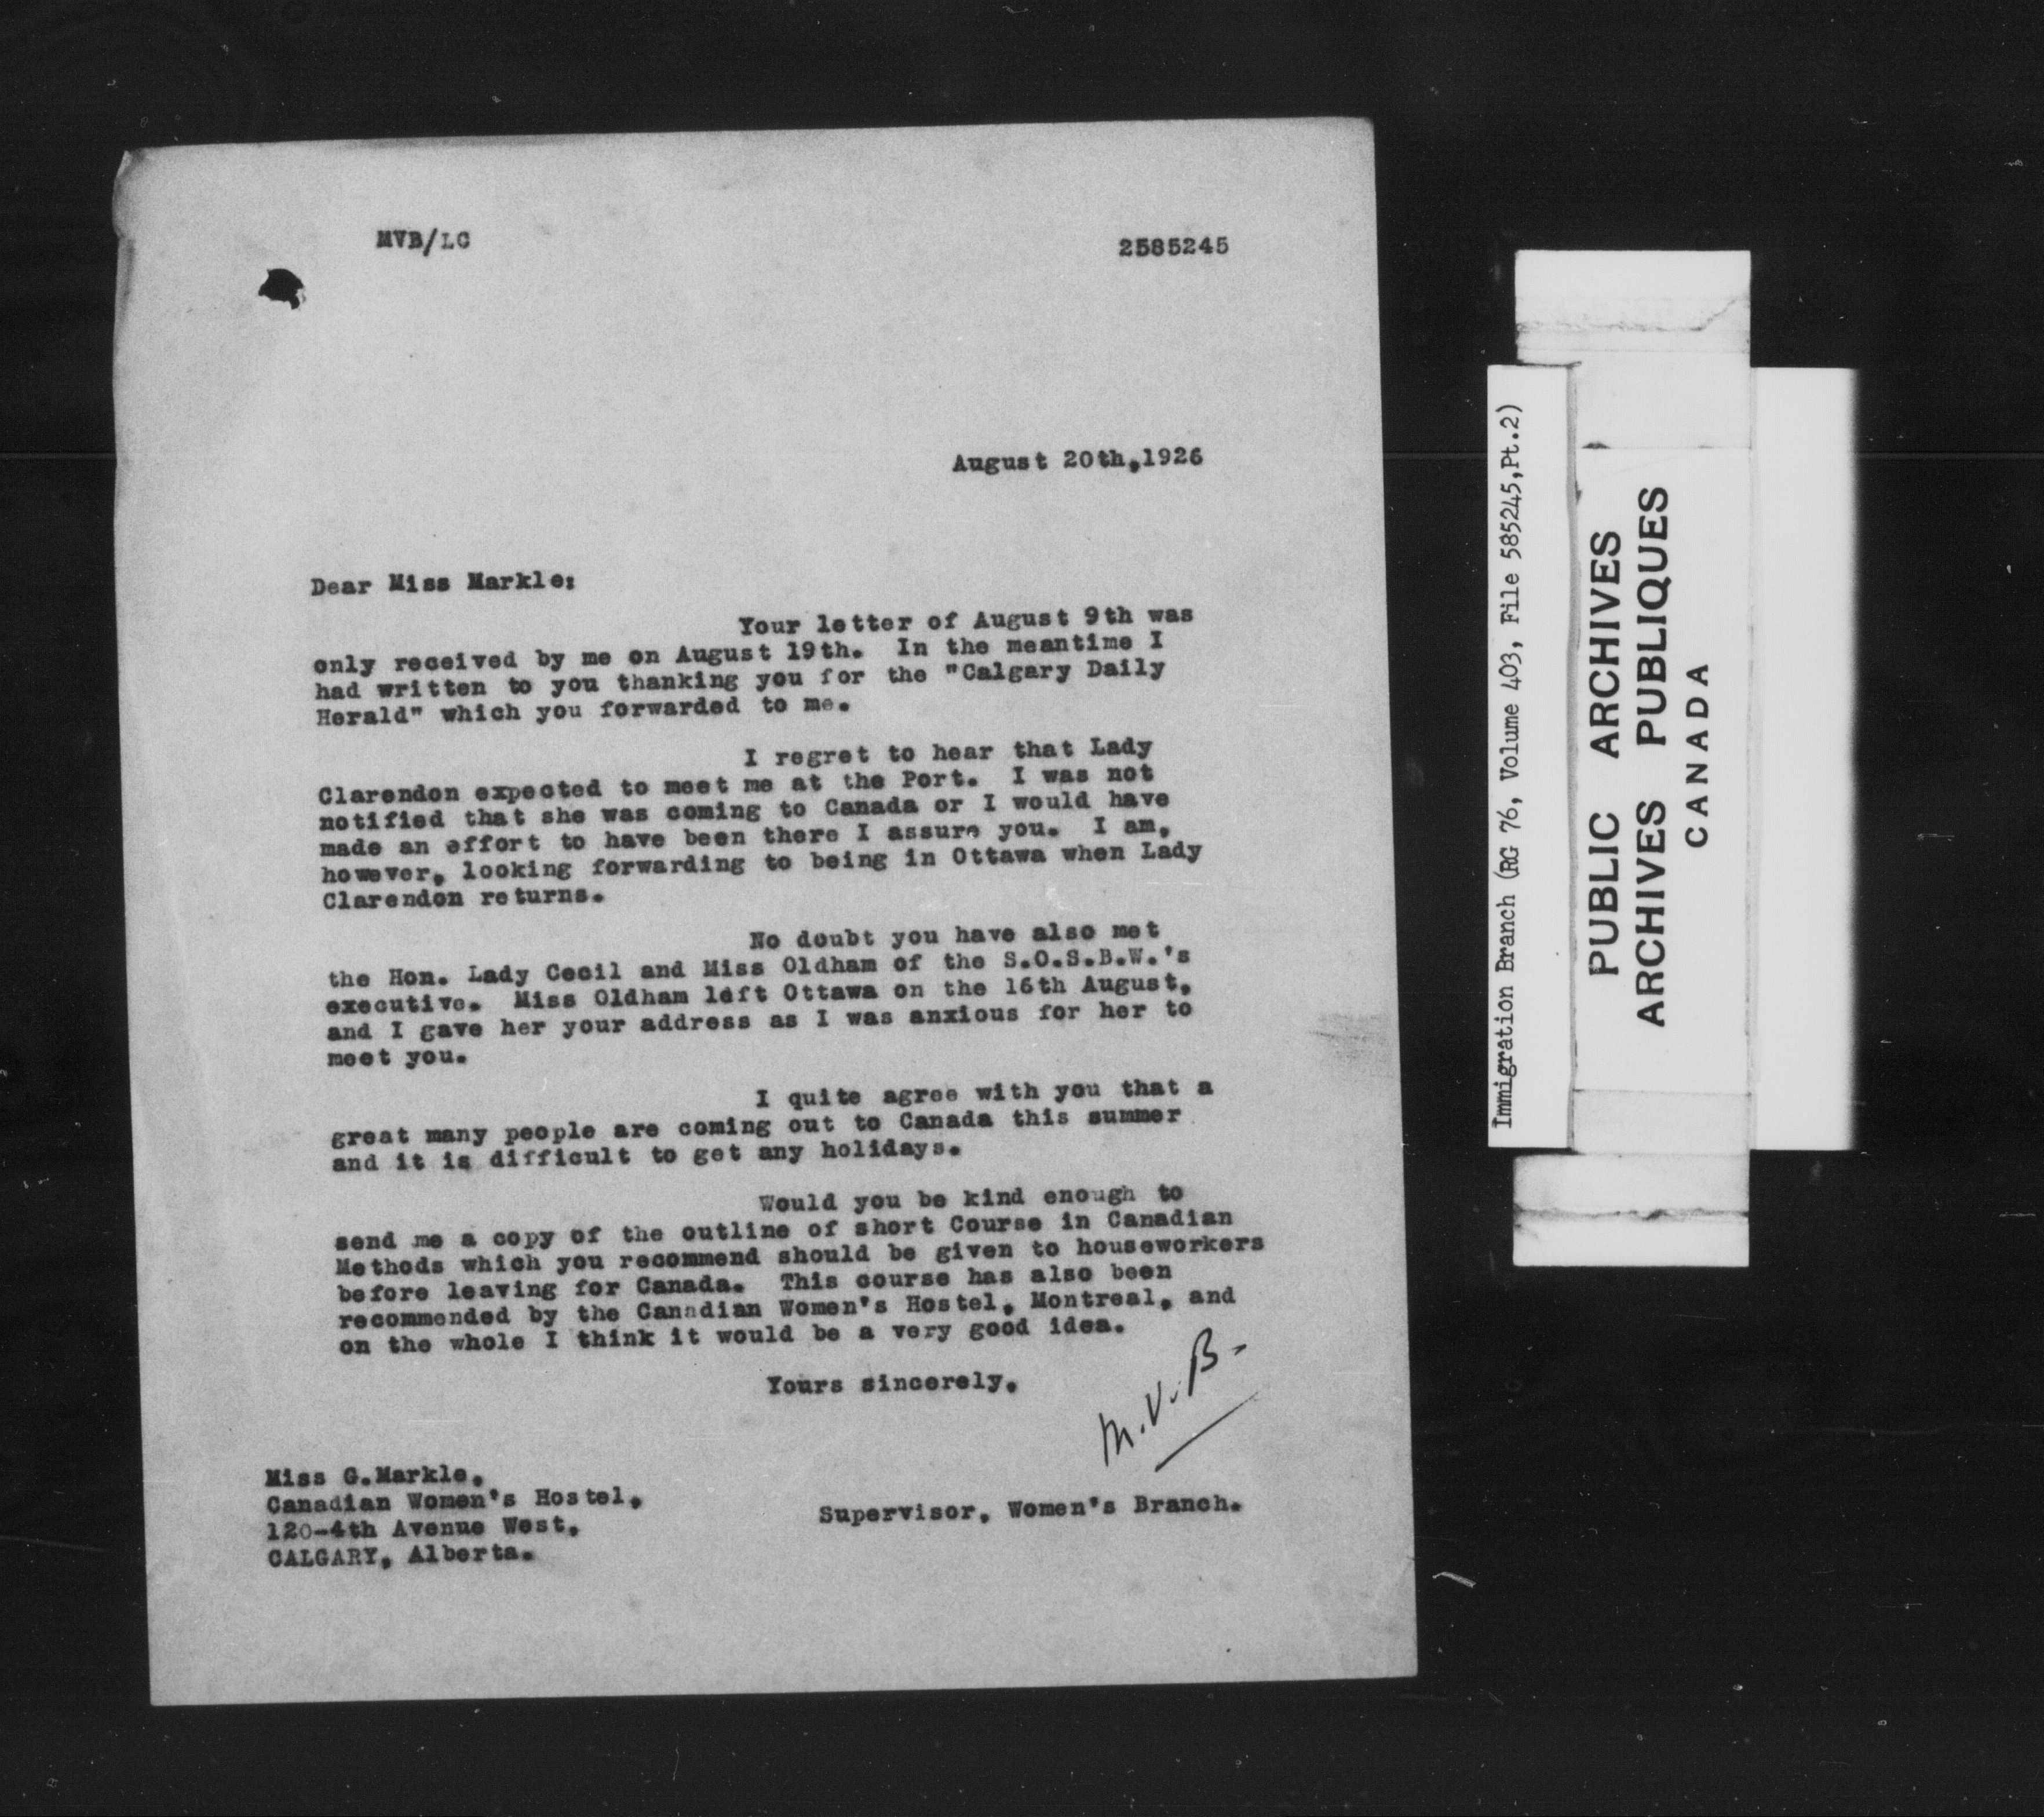 MVB/LC
2585245
August 20th,1926
Dear Miss Markle:
Your letter of August 9th was
only received by me on August 19th. In the meantime I
had written to you thanking you for the "Calgary Daily
Herald" which you forwarded to me.
I regret to hear that Lady
Clarendon expected to meet me at the Port. I was not
notified that she was coming to Canada or I would have
made an effort to have been there I assure you. I am,
however, looking forwarding to being in Ottawa when Lady
Clarendon returns.
No doubt you have also met
the Hon. Lady Cecil and Miss Oldham of the S.O.S.B.W.'s
executive. Miss Oldham left Ottawa on the 16th August,
and I gave her your address as I was anxious for her to
meet you.
I quite agree with you that a
great many people are coming out to Canada this summer
and it is difficult to get any holidays.
Would you be kind enough to
send me a copy of the outline of short Course in Canadian
Methods which you recommend should be given to houseworkers
before leaving for Canada. This course has also been
recommended by the Canadian Women's Hostel, Montreal, and
on the whole I think it would be a very good idea.
Yours sincerely,
M.V.B.
Miss G.Markle,
Canadian Women's Hostel,
120-4th Avenue West,
CALGARY, Alberta.
Supervisor, Women's Branch.
Immigration Branch (RG 76, Volume 403, File 585245,Pt.2)
PUBLIC ARCHIVES
ARCHIVES PUBLIQUES
CANADA